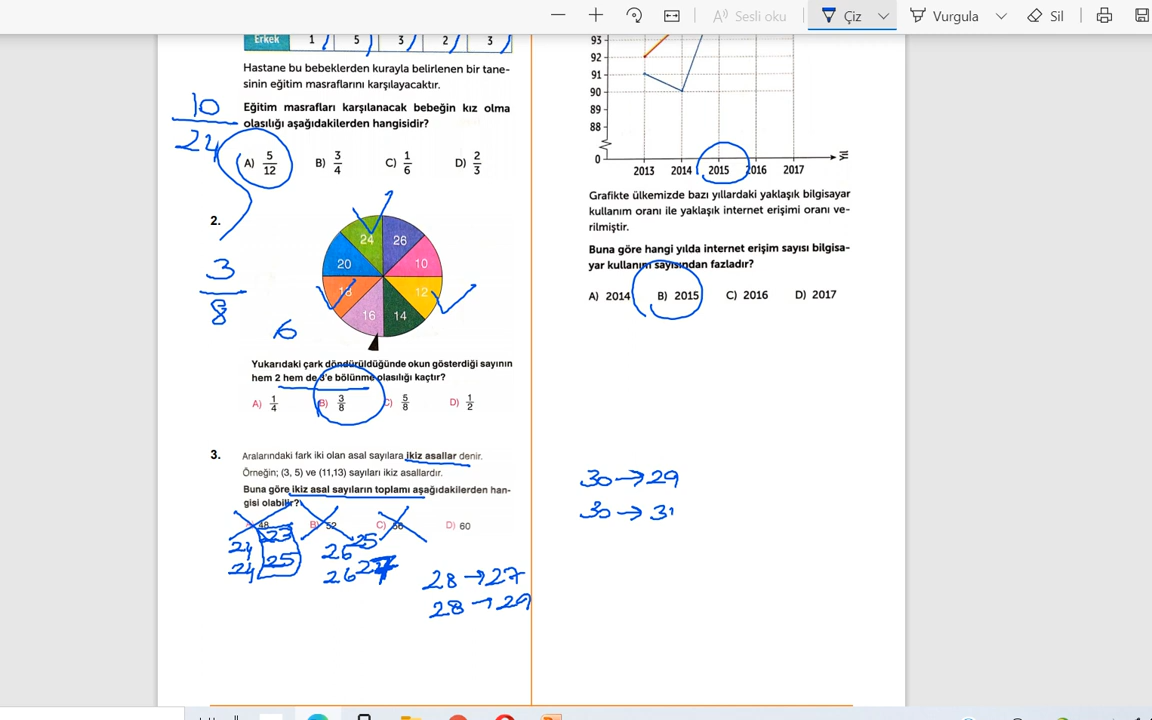 Sesli oku
Çiz
Vurgula
Sil
Erkek 1 5 3 2 3
Hastane bu bebeklerden kurayla belirlenen bir tane-
sinin eğitim masraflarını karşılayacaktır.
Eğitim masrafları karşılanacak bebeğin kız olma
olasılığı aşağıdakilerden hangisidir?
10/24
A) 5/12 B) 3/4 C) 1/6 D) 2/3
2.
24 26
20 10
18 12
16 14
3/8
6
Yukarıdaki çark döndürüldüğünde okun gösterdiği sayının
hem 2 hem de 3'e bölünme olasılığı kaçtır?
A) 1/4 B) 3/8 C) 5/8 D) 1/2
3. Aralarındaki fark iki olan asal sayılara ikiz asallar denir.
Örneğin; (3, 5) ve (11,13) sayıları ikiz asallardır.
Buna göre ikiz asal sayıların toplamı aşağıdakilerden han-
gisi olabilir?
A) 48 B) 52 C) 56 D) 60
24 23
24 25
26 25
26 27
28 → 27
28 → 29
93
92
91
90
89
88
0
2013 2014 2015 2016 2017
Yıl
Grafikte ülkemizde bazı yıllardaki yaklaşık bilgisayar
kullanım oranı ile yaklaşık internet erişimi oranı ve-
rilmiştir.
Buna göre hangi yılda internet erişim sayısı bilgisa-
yar kullanım sayısından fazladır?
A) 2014 B) 2015 C) 2016 D) 2017
30 → 29
30 → 31